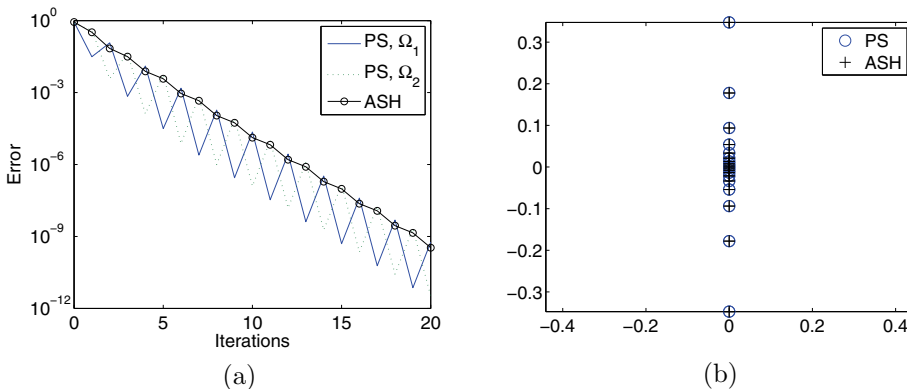 10^0
10^-3
10^-6
10^-9
10^-12
Error
0
5
10
15
20
Iterations
PS, Ω_1
PS, Ω_2
ASH
(a)
0.3
0.2
0.1
0
−0.1
−0.2
−0.3
−0.4
−0.2
0
0.2
0.4
PS
ASH
(b)